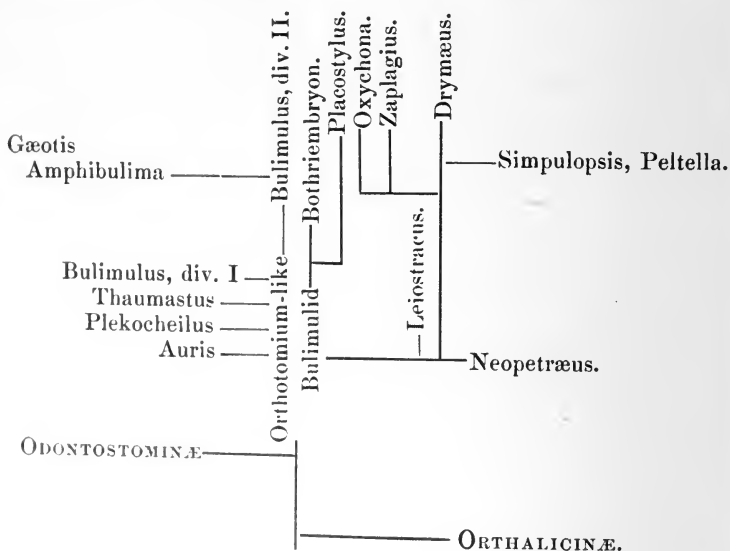 Bulimulus, div. II.
Bothriembryon.
Placostylus.
Oxychona.
Zaplagius.
Drymæus.
Gæotis
Amphibulima
Simpulopsis, Peltella.
Bulimulus, div. I
Thaumastus
Plekocheilus
Auris
Orthotomium-like
Bulimulid
Leiostracus.
Neopetræus.
ODONTOSTOMINÆ
ORTHALICINÆ.